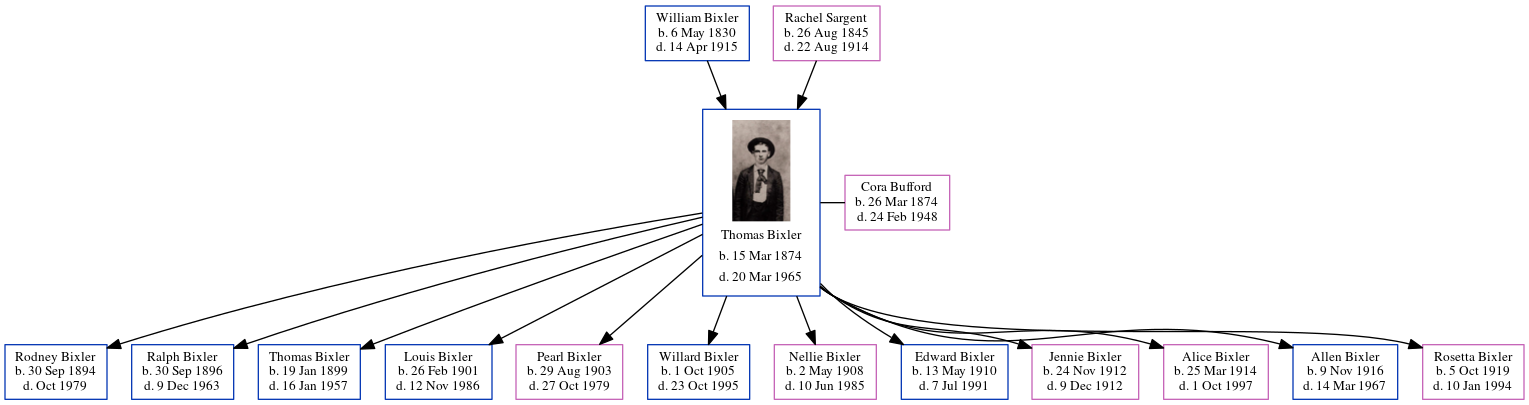 William Bixler
b. 6 May 1830
d. 14 Apr 1915
Rachel Sargent
b. 26 Aug 1845
d. 22 Aug 1914
Thomas Bixler
b. 15 Mar 1874
d. 20 Mar 1965
Cora Bufford
b. 26 Mar 1874
d. 24 Feb 1948
Rodney Bixler
b. 30 Sep 1894
d. Oct 1979
Ralph Bixler
b. 30 Sep 1896
d. 9 Dec 1963
Thomas Bixler
b. 19 Jan 1899
d. 16 Jan 1957
Louis Bixler
b. 26 Feb 1901
d. 12 Nov 1986
Pearl Bixler
b. 29 Aug 1903
d. 27 Oct 1979
Willard Bixler
b. 1 Oct 1905
d. 23 Oct 1995
Nellie Bixler
b. 2 May 1908
d. 10 Jun 1985
Edward Bixler
b. 13 May 1910
d. 7 Jul 1991
Jennie Bixler
b. 24 Nov 1912
d. 9 Dec 1912
Alice Bixler
b. 25 Mar 1914
d. 1 Oct 1997
Allen Bixler
b. 9 Nov 1916
d. 14 Mar 1967
Rosetta Bixler
b. 5 Oct 1919
d. 10 Jan 1994